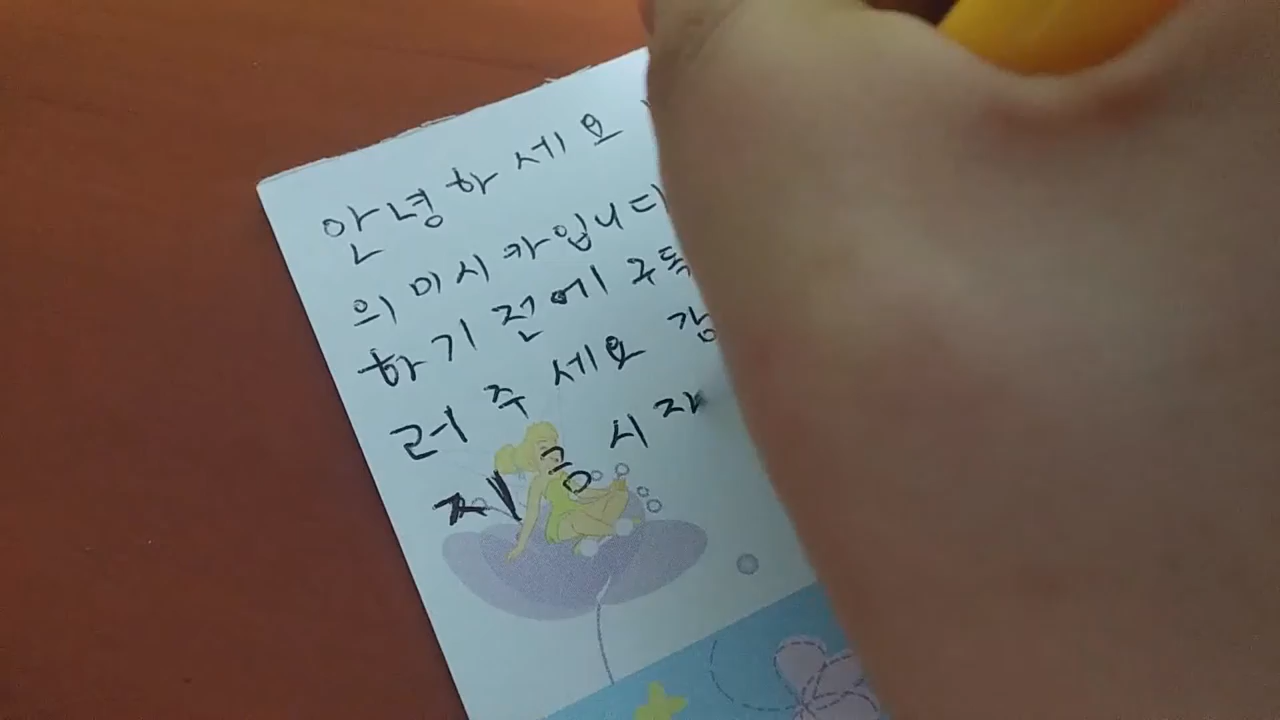 안녕하세요
의미시카입니다
하기 전에 구독
러 주세요 감
지금 시작